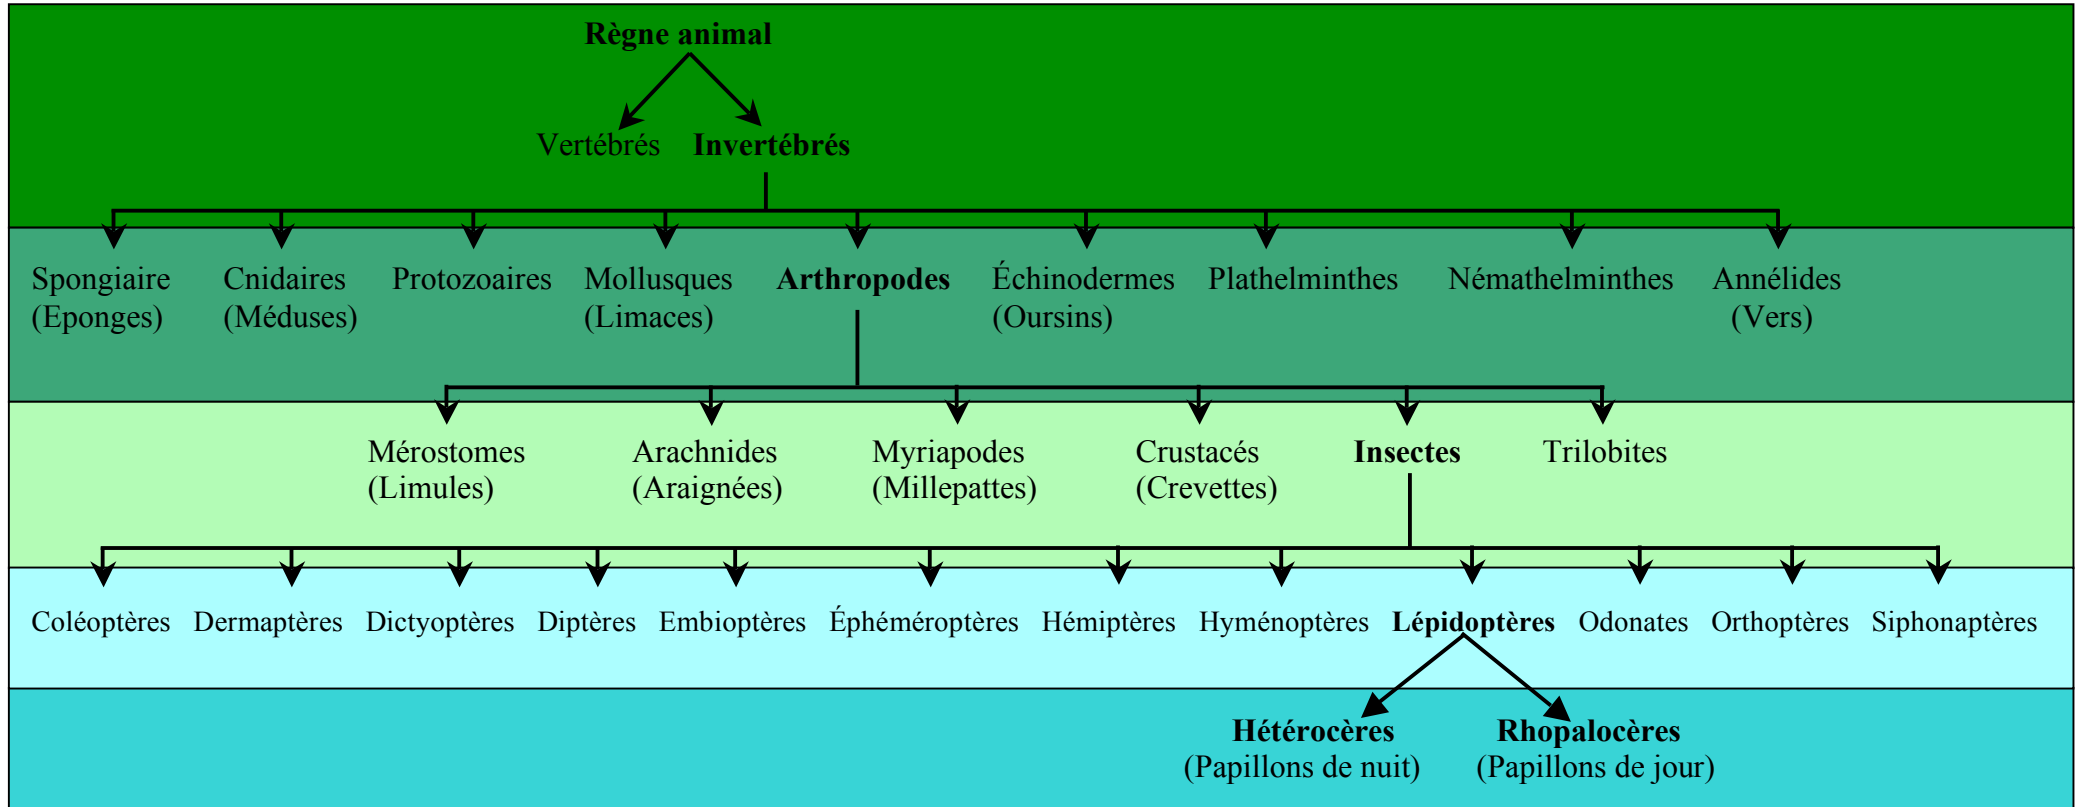 Règne animal
Vertébrés Invertébrés
Spongiaire Cnidaires Protozoaires Mollusques Arthropodes Échinodermes Plathelminthes Némathelminthes Annélides
(Eponges) (Méduses) (Limaces) (Oursins) (Vers)
Mérostomes Arachnides Myriapodes Crustacés Insectes Trilobites
(Limules) (Araignées) (Millepattes) (Crevettes)
Coléoptères Dermaptères Dictyoptères Diptères Embioptères Éphéméroptères Hémiptères Hyménoptères Lépidoptères Odonates Orthoptères Siphonaptères
Hétérocères Rhopalocères
(Papillons de nuit) (Papillons de jour)